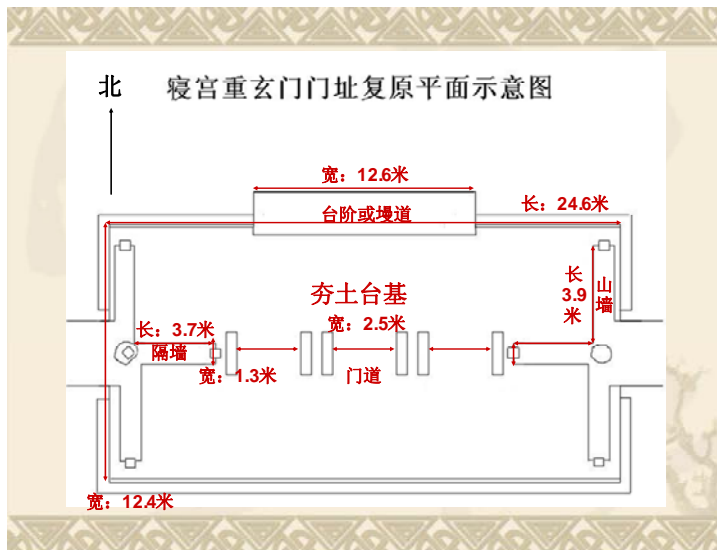 北
寝宫重玄门门址复原平面示意图
宽：12.6米
台阶或墁道
长：24.6米
夯土台基
长
3.9
米
山
墙
长：3.7米
隔墙
宽：2.5米
宽：1.3米
门道
宽：12.4米